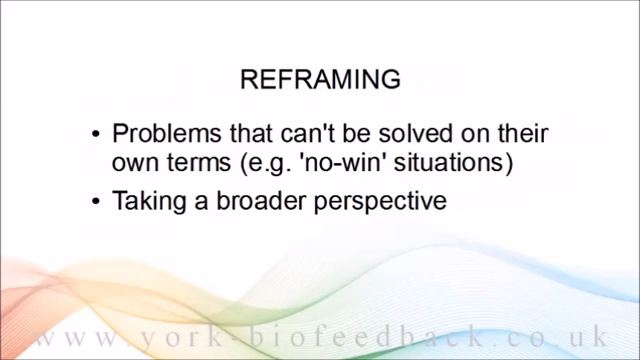 REFRAMING
• Problems that can't be solved on their
own terms (e.g. 'no-win' situations)
• Taking a broader perspective
www.york-biofeedback.co.uk